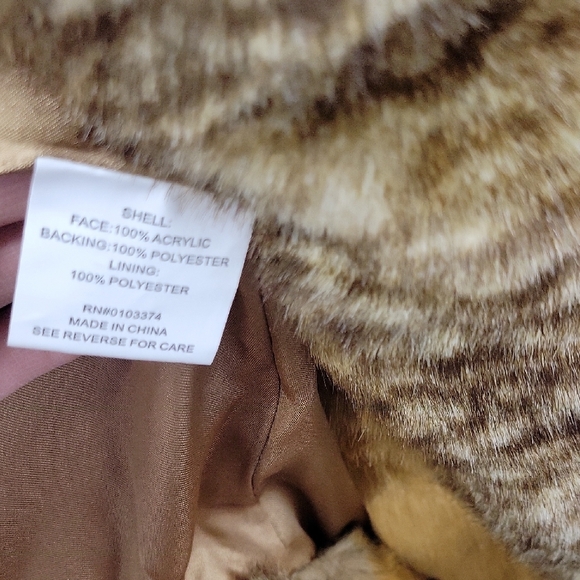 SHELL:
FACE:100% ACRYLIC
BACKING:100% POLYESTER
LINING:
100% POLYESTER
RN#0103374
MADE IN CHINA
SEE REVERSE FOR CARE